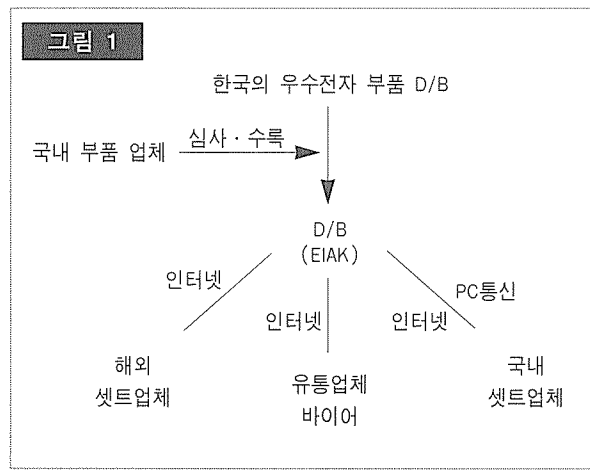 그림 1
한국의 우수전자 부품 D/B
심사 · 수록
국내 부품 업체
D/B
(EIAK)
인터넷
PC통신
인터넷
인터넷
해외
셋트업체
유통업체
바이어
국내
셋트업체